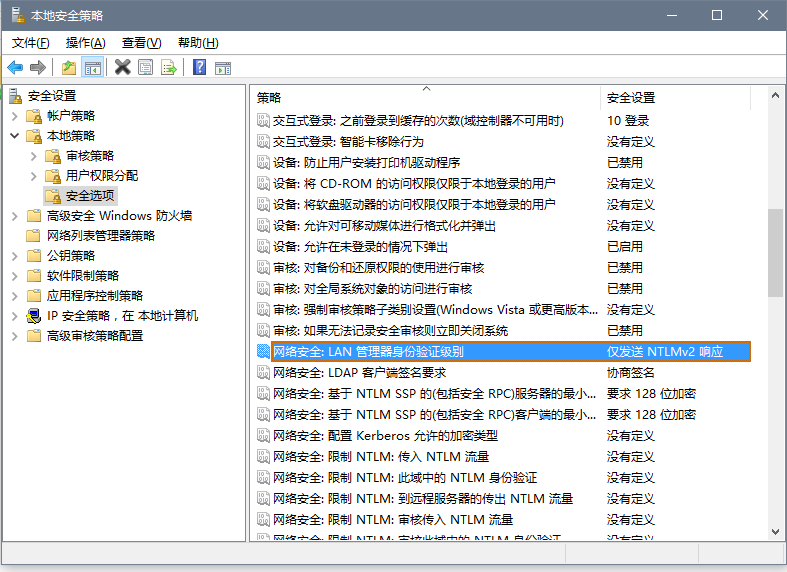 本地安全策略
文件(F) 操作(A) 查看(V) 帮助(H)
安全设置
帐户策略
本地策略
审核策略
用户权限分配
安全选项
高级安全 Windows 防火墙
网络列表管理器策略
公钥策略
软件限制策略
应用程序控制策略
IP 安全策略，在 本地计算机
高级审核策略配置
策略 安全设置
交互式登录: 之前登录到缓存的次数(域控制器不可用时) 10 登录
交互式登录: 智能卡移除行为 没有定义
设备: 防止用户安装打印机驱动程序 已禁用
设备: 将 CD-ROM 的访问权限仅限于本地登录的用户 没有定义
设备: 将软盘驱动器的访问权限仅限于本地登录的用户 没有定义
设备: 允许对可移动媒体进行格式化并弹出 没有定义
设备: 允许在未登录的情况下弹出 已启用
审核: 对备份和还原权限的使用进行审核 已禁用
审核: 对全局系统对象的访问进行审核 已禁用
审核: 强制审核策略子类别设置(Windows Vista 或更高版本... 没有定义
审核: 如果无法记录安全审核则立即关闭系统 已禁用
网络安全: LAN 管理器身份验证级别 仅发送 NTLMv2 响应
网络安全: LDAP 客户端签名要求 协商签名
网络安全: 基于 NTLM SSP 的(包括安全 RPC)服务器的最小... 要求 128 位加密
网络安全: 基于 NTLM SSP 的(包括安全 RPC)客户端的最小... 要求 128 位加密
网络安全: 配置 Kerberos 允许的加密类型 没有定义
网络安全: 限制 NTLM: 传入 NTLM 流量 没有定义
网络安全: 限制 NTLM: 此域中的 NTLM 身份验证 没有定义
网络安全: 限制 NTLM: 到远程服务器的传出 NTLM 流量 没有定义
网络安全: 限制 NTLM: 审核传入 NTLM 流量 没有定义
网络安全: 限制 NTLM: 审核此域中的 NTLM 身份验证 没有定义